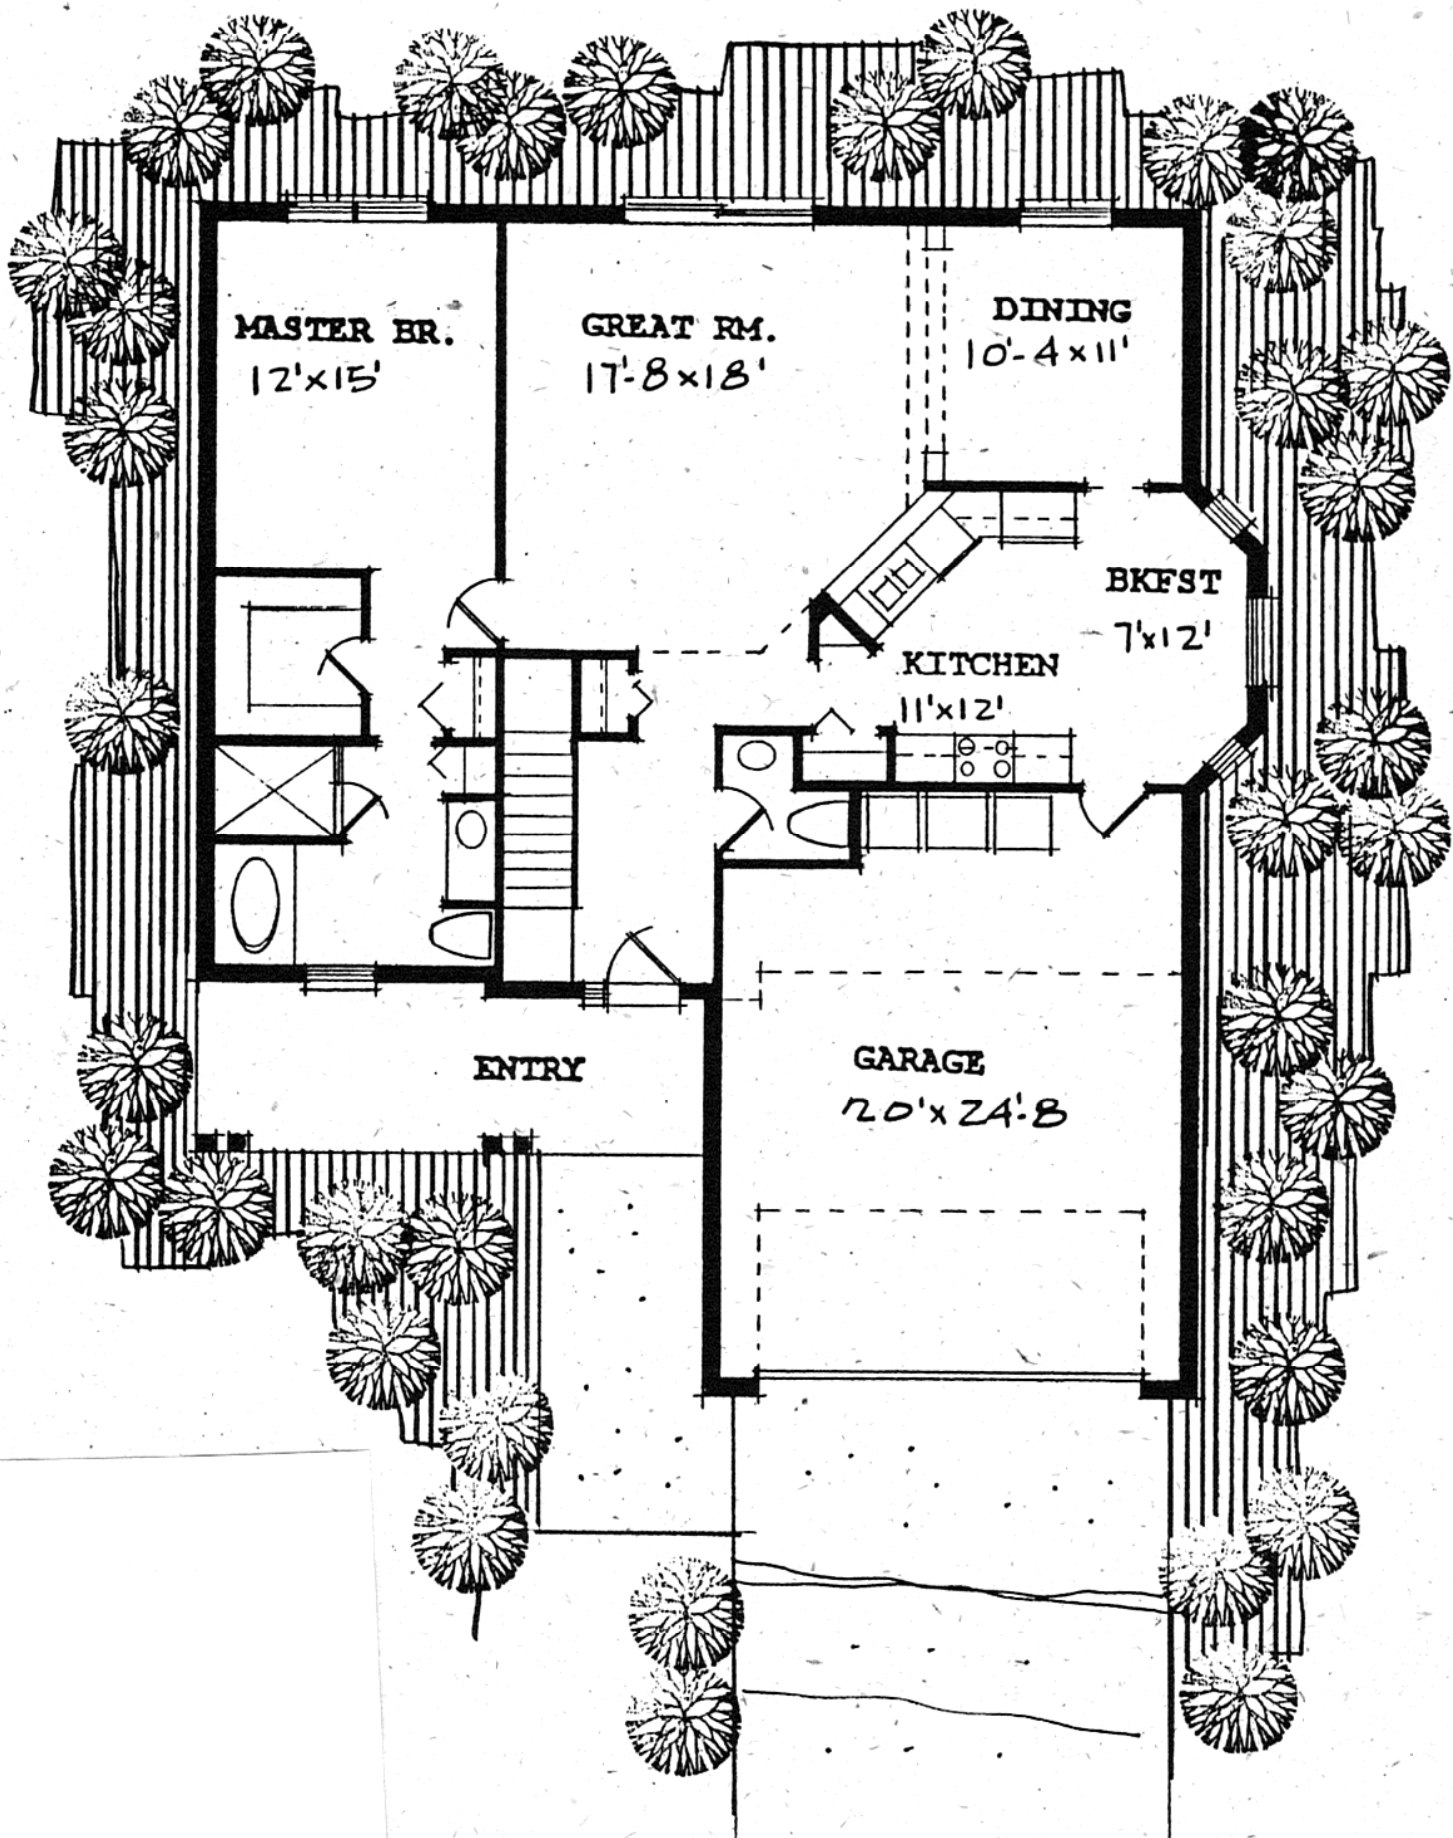 MASTER BR.
12'x15'
GREAT RM.
17'-8x18'
DINING
10'-4x11'
BKFST
7'x12'
KITCHEN
11'x12'
ENTRY
GARAGE
20'x24'-8